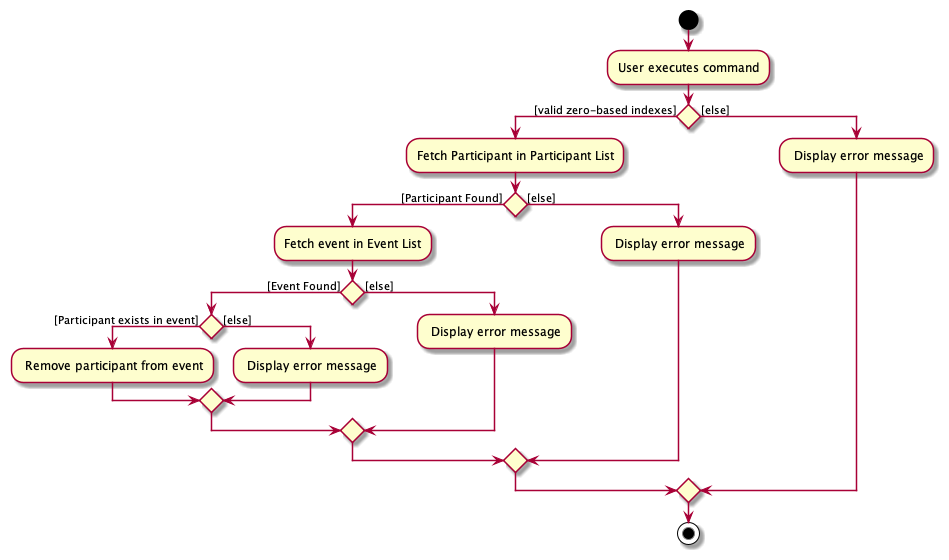 User executes command
[valid zero-based indexes]
[else]
Fetch Participant in Participant List
Display error message
[Participant Found]
[else]
Fetch event in Event List
Display error message
[Event Found]
[else]
[Participant exists in event]
[else]
Display error message
Remove participant from event
Display error message